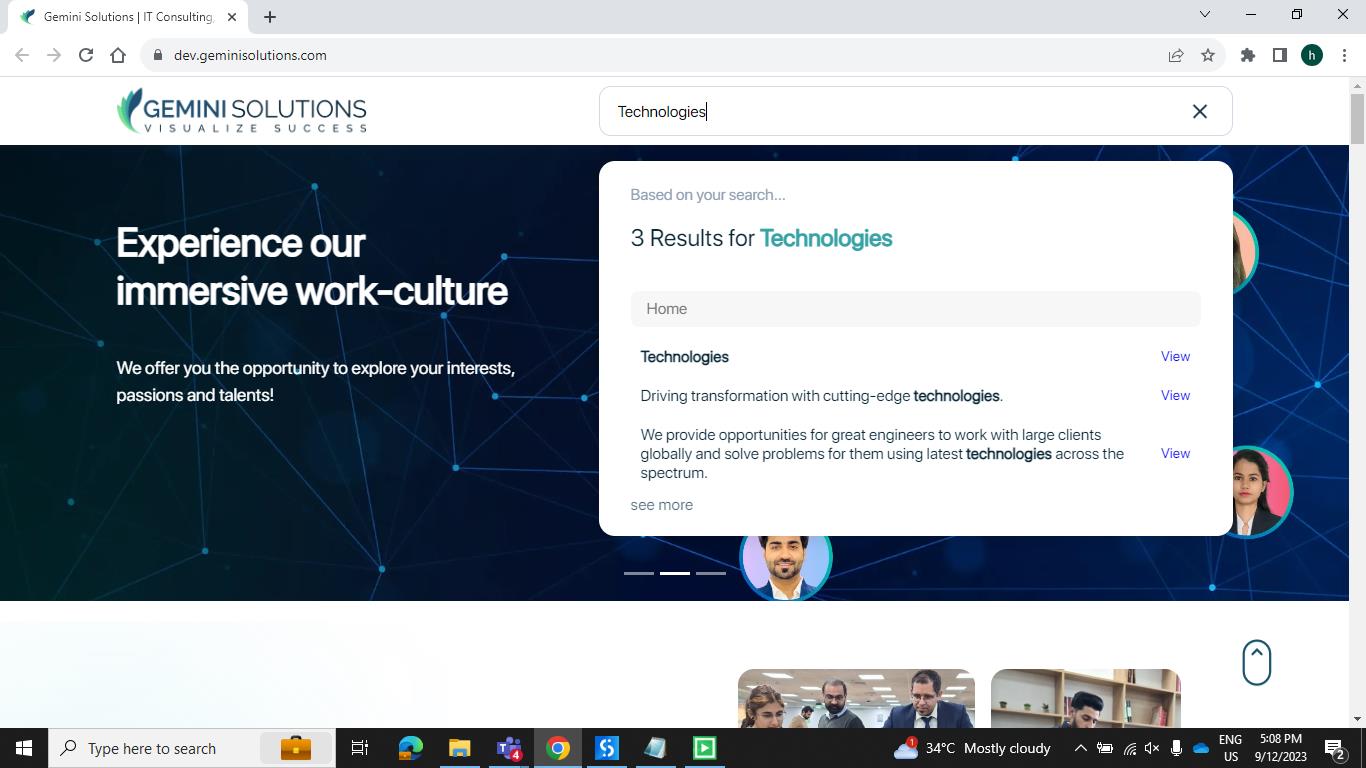 Gemini Solutions | IT Consulting,
dev.geminisolutions.com
h
GEMINI SOLUTIONS
VISUALIZE SUCCESS
Technologies
Based on your search...
3 Results for Technologies
Experience our
immersive work-culture
We offer you the opportunity to explore your interests,
passions and talents!
Home
Technologies View
Driving transformation with cutting-edge technologies. View
We provide opportunities for great engineers to work with large clients
globally and solve problems for them using latest technologies across the View
spectrum.
see more
Type here to search
4
1
34°C Mostly cloudy
ENG
US
5:08 PM
9/12/2023
2